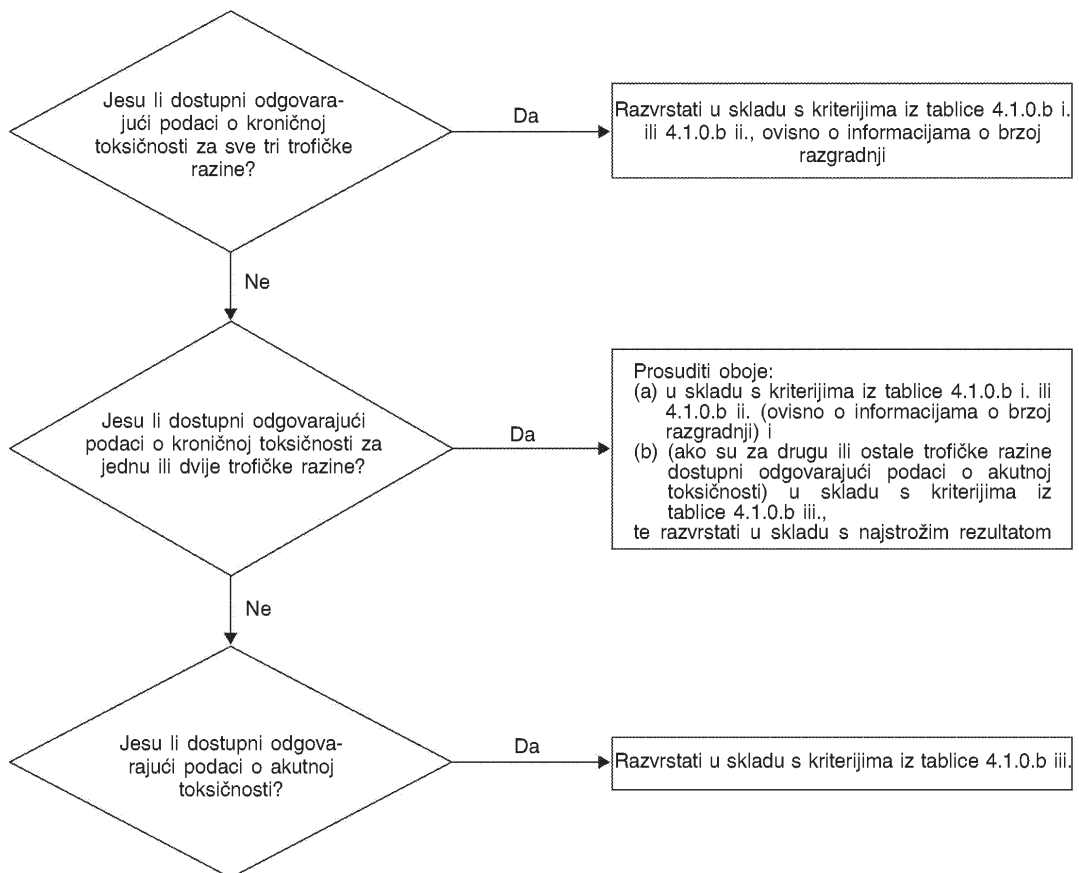 Jesu li dostupni odgovara-
jući podaci o kroničnoj
toksičnosti za sve tri trofičke
razine?
Da
Razvrstati u skladu s kriterijima iz tablice 4.1.0.b i.
ili 4.1.0.b ii., ovisno o informacijama o brzoj
razgradnji
Ne
Jesu li dostupni odgovarajući
podaci o kroničnoj toksičnosti za
jednu ili dvije trofičke razine?
Da
Prosuditi oboje:
(a) u skladu s kriterijima iz tablice 4.1.0.b i. ili
4.1.0.b ii. (ovisno o informacijama o brzoj
razgradnji) i
(b) (ako su za drugu ili ostale trofičke razine
dostupni odgovarajući podaci o akutnoj
toksičnosti) u skladu s kriterijima iz
tablice 4.1.0.b iii.,
te razvrstati u skladu s najstrožim rezultatom
Ne
Jesu li dostupni odgova-
rajući podaci o akutnoj
toksičnosti?
Da
Razvrstati u skladu s kriterijima iz tablice 4.1.0.b iii.